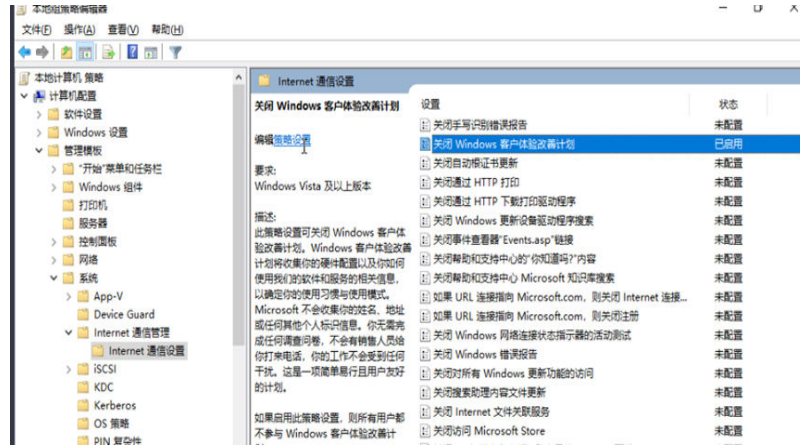 本地组策略编辑器
文件(F) 操作(A) 查看(V) 帮助(H)
本地计算机 策略
计算机配置
软件设置
Windows 设置
管理模板
"开始"菜单和任务栏
Windows 组件
打印机
服务器
控制面板
网络
系统
App-V
Device Guard
Internet 通信管理
Internet 通信设置
iSCSI
KDC
Kerberos
OS 策略
PIN 复杂性
Internet 通信设置
关闭 Windows 客户体验改善计划
编辑策略设置
要求:
Windows Vista 及以上版本
描述:
此策略设置可关闭 Windows 客户体
验改善计划。Windows 客户体验改善
计划将收集你的硬件配置以及你如何
使用我们的软件和服务的相关信息,
以确定你的使用习惯与使用模式。
Microsoft 不会收集你的姓名、地址
或任何其他个人标识信息。你无需完
成任何调查问卷,不会有销售人员给
你打来电话,你的工作不会受到任何
干扰。这是一项简单易行且用户友好
的计划。
如果启用此策略设置,则所有用户都
不参与 Windows 客户体验改善计
设置 状态
关闭手写识别错误报告 未配置
关闭 Windows 客户体验改善计划 已启用
关闭自动根证书更新 未配置
关闭通过 HTTP 打印 未配置
关闭通过 HTTP 下载打印驱动程序 未配置
关闭 Windows 更新设备驱动程序搜索 未配置
关闭事件查看器"Events.asp"链接 未配置
关闭帮助和支持中心的"你知道吗?"内容 未配置
关闭帮助和支持中心 Microsoft 知识库搜索 未配置
如果 URL 连接指向 Microsoft.com,则关闭 Internet 连接... 未配置
如果 URL 连接指向 Microsoft.com,则关闭注册 未配置
关闭 Windows 网络连接状态指示器的活动测试 未配置
关闭 Windows 错误报告 未配置
关闭对所有 Windows 更新功能的访问 未配置
关闭搜索助理内容文件更新 未配置
关闭 Internet 文件关联服务 未配置
关闭访问 Microsoft Store 未配置